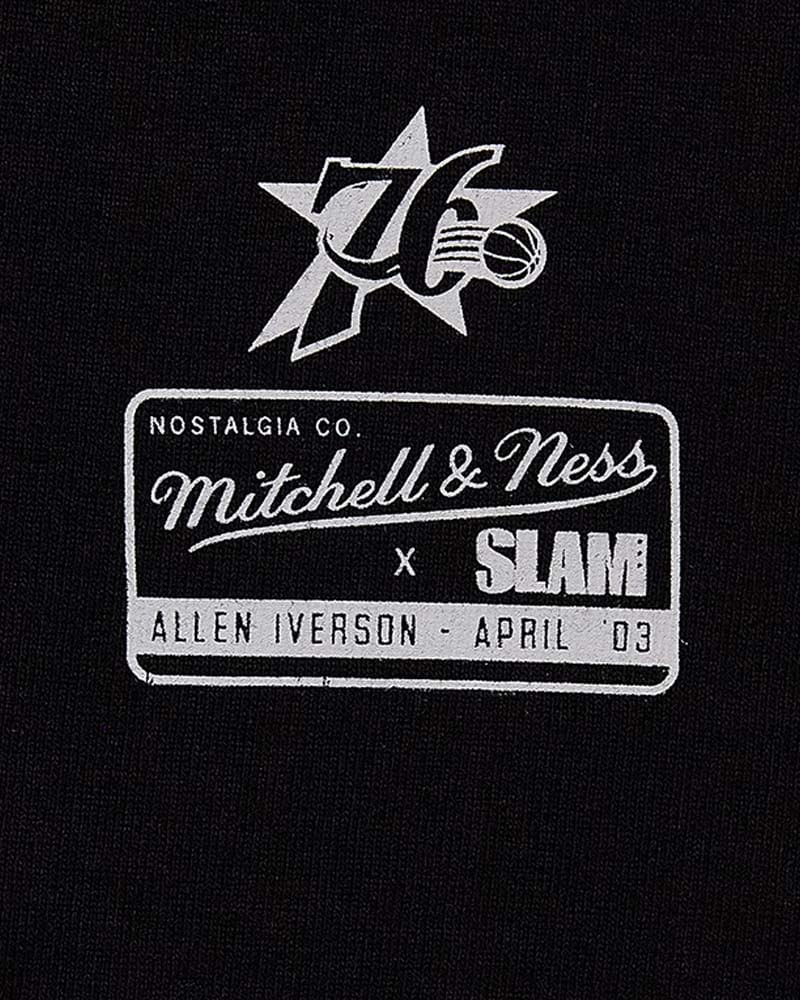 76
NOSTALGIA CO.
Mitchell & Ness
X SLAM
ALLEN IVERSON - APRIL '03